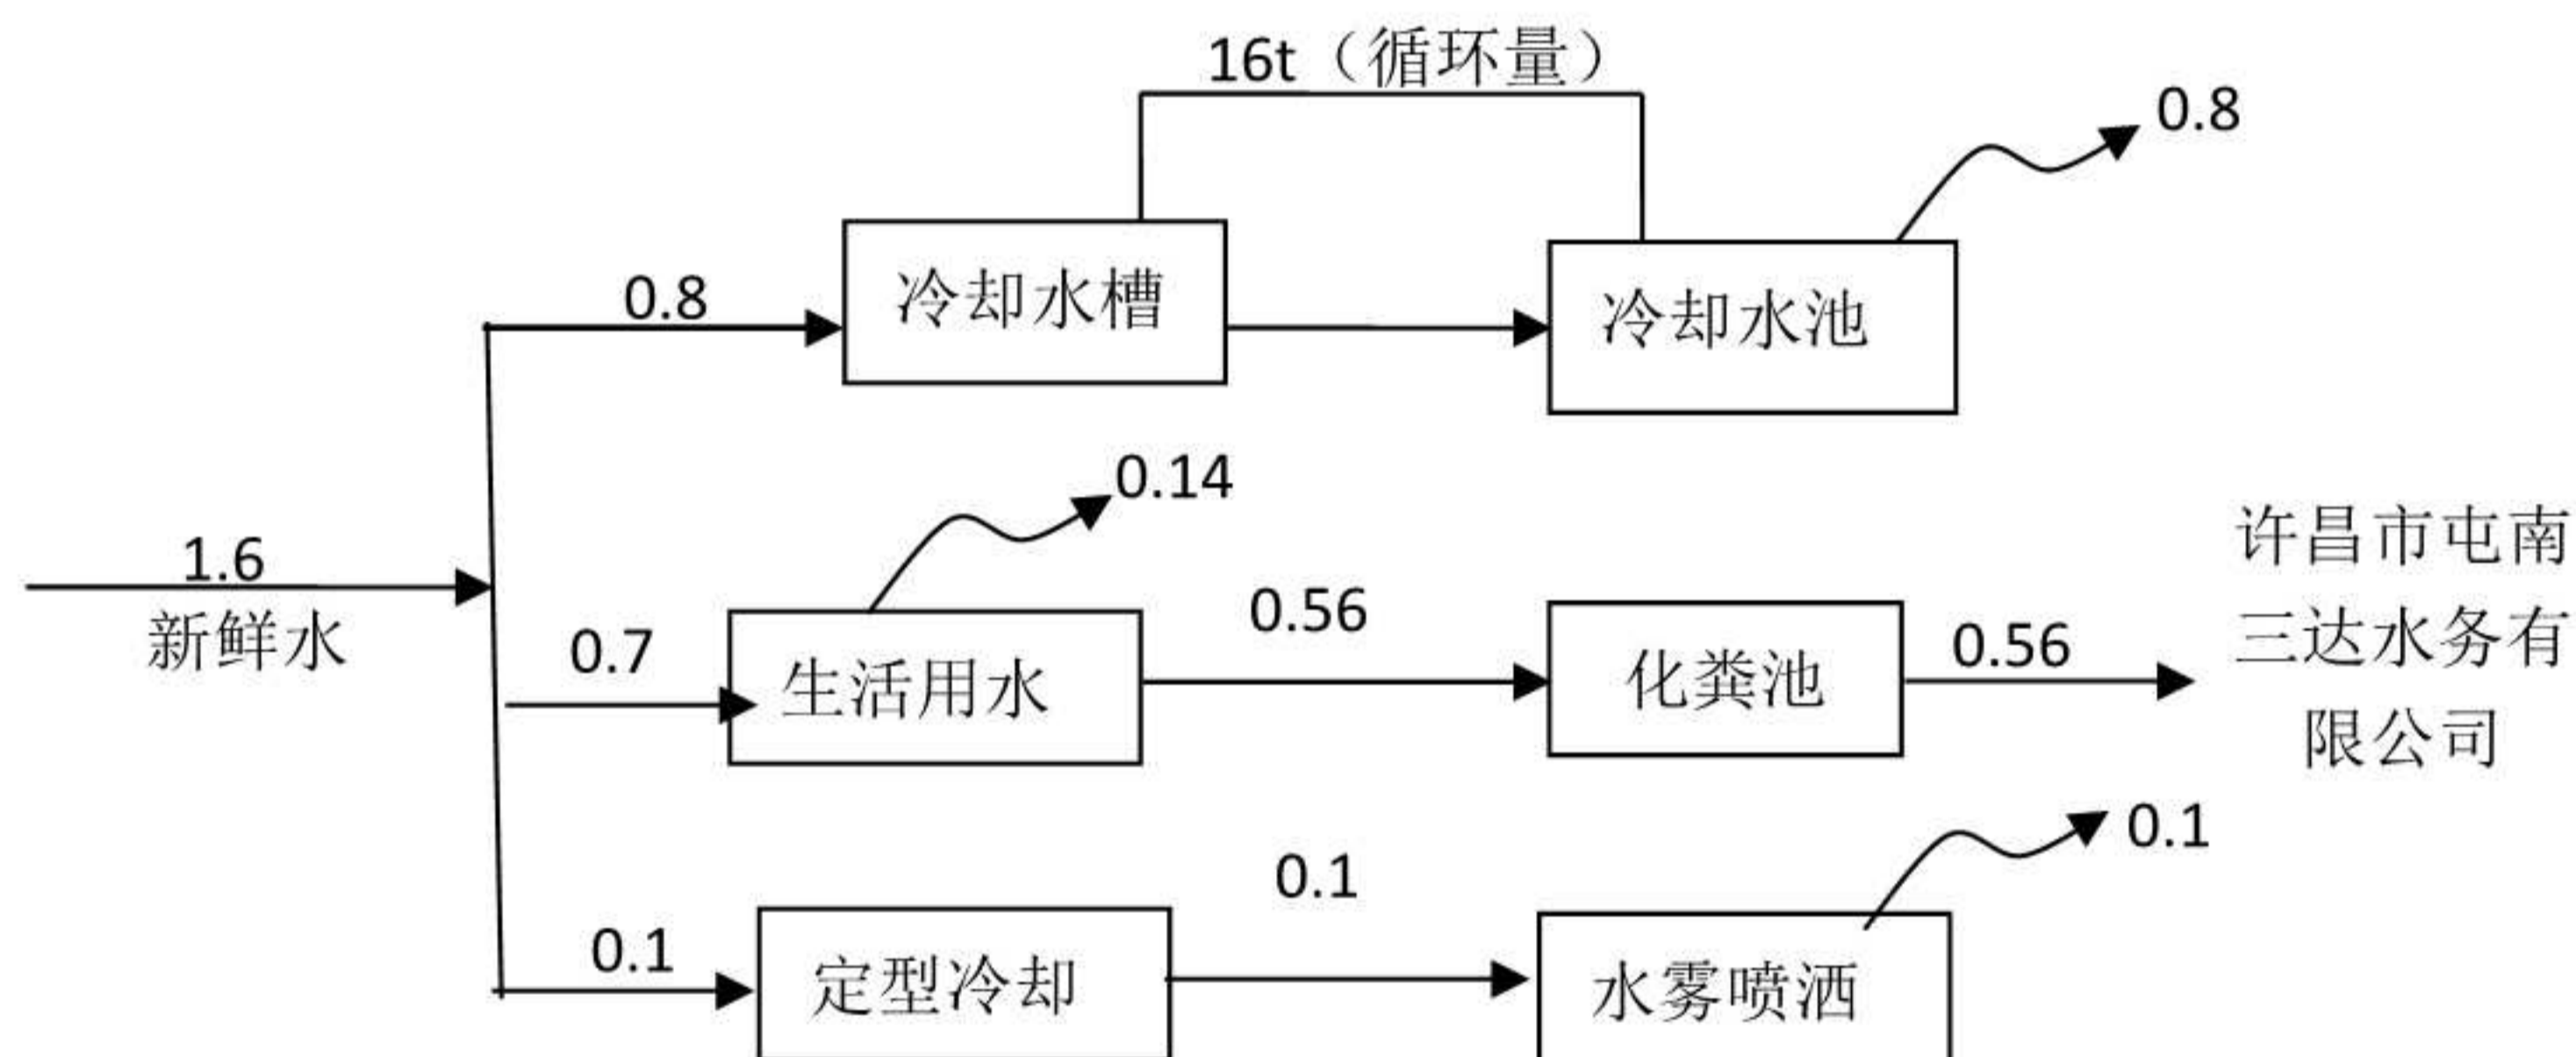 16t（循环量）
0.8
0.8
冷却水槽
冷却水池
0.14
1.6
新鲜水
0.7
生活用水
0.56
化粪池
0.56
许昌市屯南
三达水务有
限公司
0.1
0.1
0.1
定型冷却
水雾喷洒